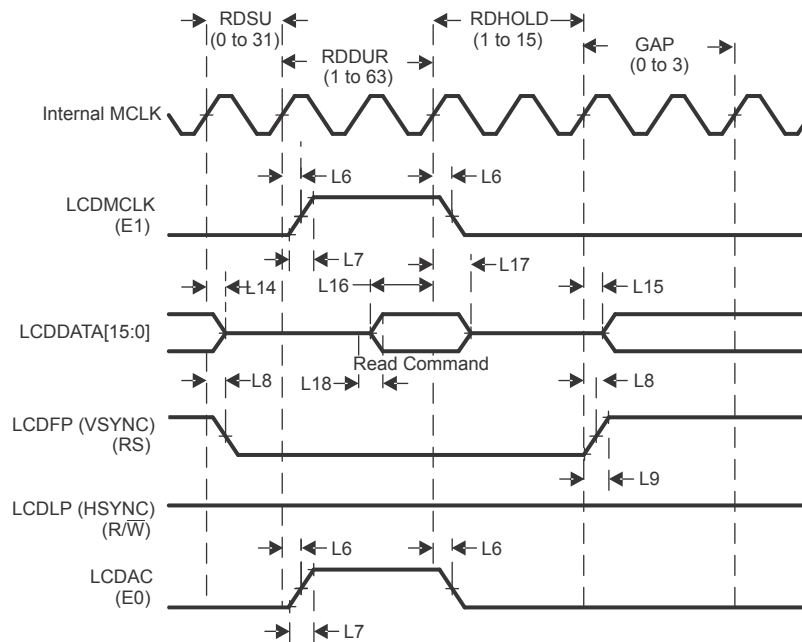 RDSU
(0 to 31)
RDHOLD
(1 to 15)
RDDUR
(1 to 63)
GAP
(0 to 3)
Internal MCLK
L6
L6
LCDMCLK
(E1)
L7
L17
L14
L16
L15
LCDDATA[15:0]
Read Command
L8
L18
L8
LCDFP (VSYNC)
(RS)
L9
LCDLP (HSYNC)
(R/W̅)
L6
L6
LCDAC
(E0)
L7